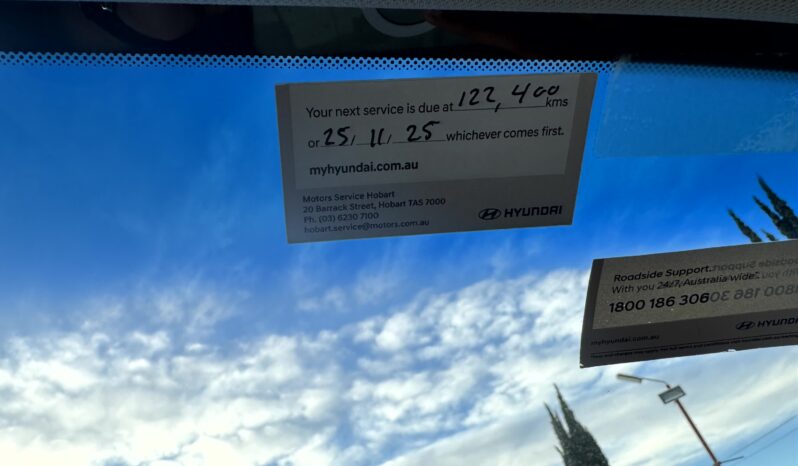 Your next service is due at 122,400 kms
or 25/ 11/ 25 whichever comes first.
myhyundai.com.au
Motors Service Hobart
20 Barrack Street, Hobart TAS 7000
Ph. (03) 6230 7100
hobart.service@motors.com.au
HYUNDAI
Roadside Support.
With you 24/7, Australia wide*.
1800 186 306
HYUNDAI
myhyundai.com.au